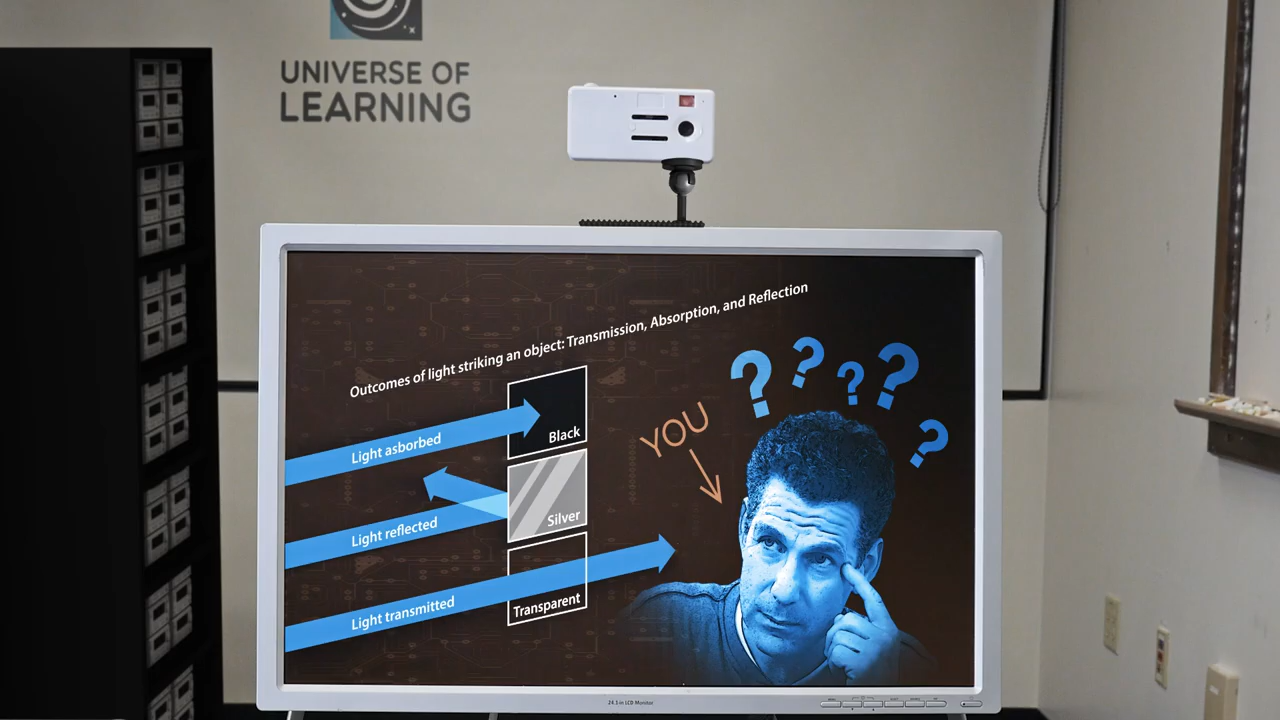 UNIVERSE OF
LEARNING
Outcomes of light striking an object: Transmission, Absorption, and Reflection
Light asborbed
Black
YOU
? ? ? ? ?
Light reflected
Silver
Light transmitted
Transparent
24.1 in LCD Monitor